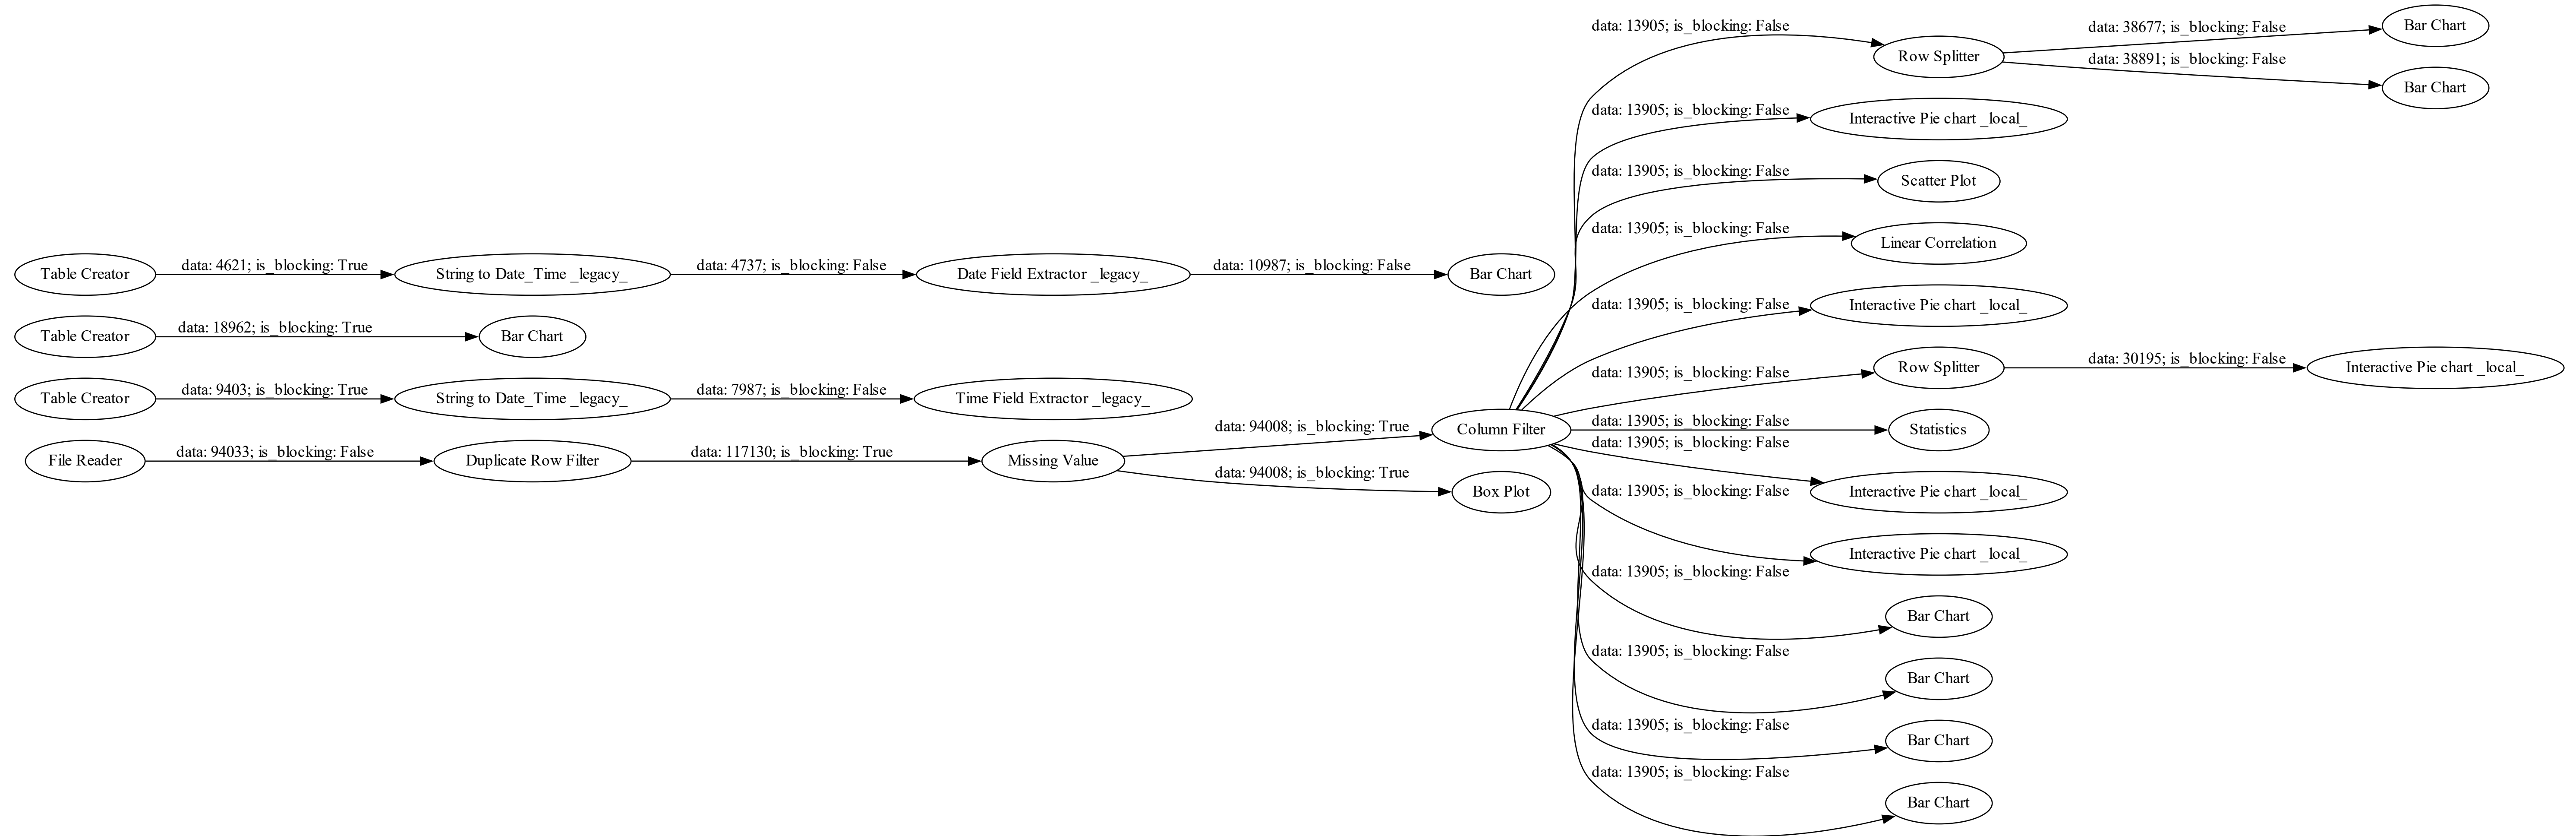 data: 13905; is_blocking: False
Row Splitter
data: 38677; is_blocking: False
Bar Chart
data: 38891; is_blocking: False
Bar Chart
data: 13905; is_blocking: False
Interactive Pie chart _local_
data: 13905; is_blocking: False
Scatter Plot
data: 13905; is_blocking: False
Linear Correlation
Table Creator
data: 4621; is_blocking: True
String to Date_Time _legacy_
data: 4737; is_blocking: False
Date Field Extractor _legacy_
data: 10987; is_blocking: False
Bar Chart
data: 13905; is_blocking: False
Interactive Pie chart _local_
Table Creator
data: 18962; is_blocking: True
Bar Chart
data: 13905; is_blocking: False
Row Splitter
data: 30195; is_blocking: False
Interactive Pie chart _local_
Table Creator
data: 9403; is_blocking: True
String to Date_Time _legacy_
data: 7987; is_blocking: False
Time Field Extractor _legacy_
File Reader
data: 94033; is_blocking: False
Duplicate Row Filter
data: 117130; is_blocking: True
Missing Value
data: 94008; is_blocking: True
Column Filter
data: 13905; is_blocking: False
Statistics
data: 94008; is_blocking: True
Box Plot
data: 13905; is_blocking: False
Interactive Pie chart _local_
data: 13905; is_blocking: False
Interactive Pie chart _local_
data: 13905; is_blocking: False
Bar Chart
data: 13905; is_blocking: False
Bar Chart
data: 13905; is_blocking: False
Bar Chart
data: 13905; is_blocking: False
Bar Chart